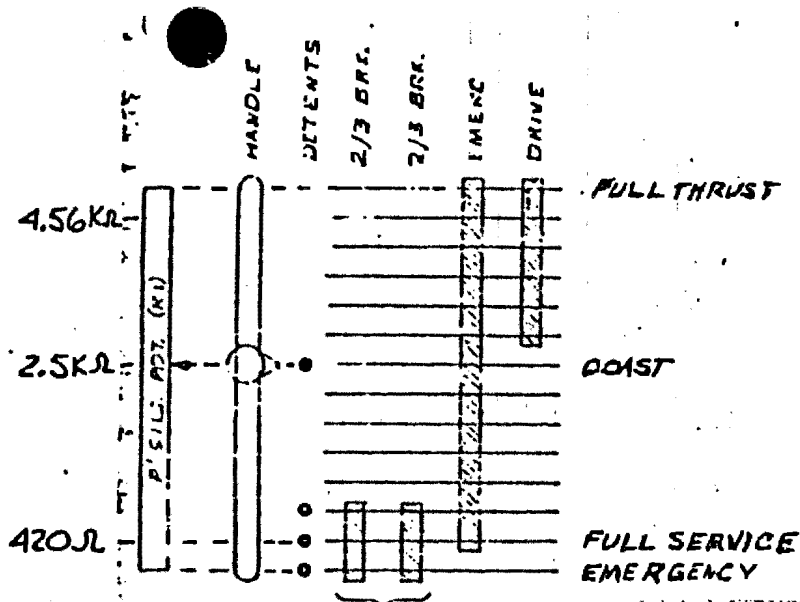 HANDLE
DETENTS
2/3 BRK.
2/3 BRK.
EMERG
DRIVE
FULL THRUST
4.56KΩ
2.5KΩ
COAST
420Ω
FULL SERVICE
EMERGENCY